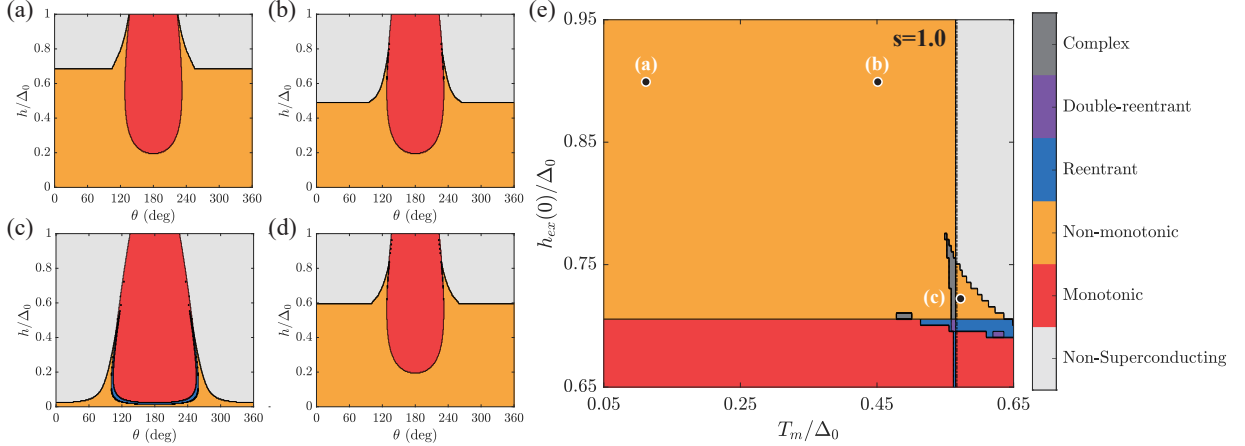 (a)
h/Δ0
1
0.8
0.6
0.4
0.2
0
0 60 120 180 240 300 360
θ (deg)
(b)
h/Δ0
1
0.8
0.6
0.4
0.2
0
0 60 120 180 240 300 360
θ (deg)
(c)
h/Δ0
1
0.8
0.6
0.4
0.2
0
0 60 120 180 240 300 360
θ (deg)
(d)
h/Δ0
1
0.8
0.6
0.4
0.2
0
0 60 120 180 240 300 360
θ (deg)
(e)
h_ex(0)/Δ0
0.95
0.85
0.75
0.65
s=1.0
(a)
(b)
(c)
0.05 0.25 0.45 0.65
T_m/Δ0
Complex
Double-reentrant
Reentrant
Non-monotonic
Monotonic
Non-Superconducting